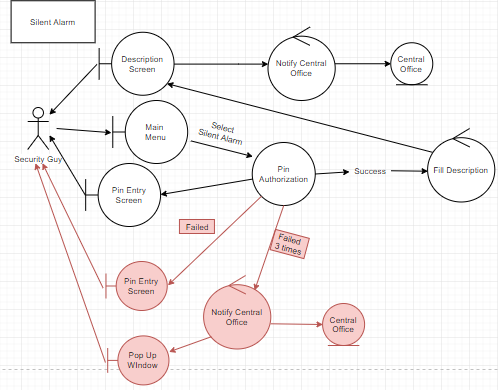 Silent Alarm
Description
Screen
Notify Central
Office
Central
Office
Security Guy
Main
Menu
Select
Silent Alarm
Pin
Authorization
Success
Fill Description
Pin Entry
Screen
Failed
Failed
3 times
Pin Entry
Screen
Notify Central
Office
Central
Office
Pop Up
WIndow